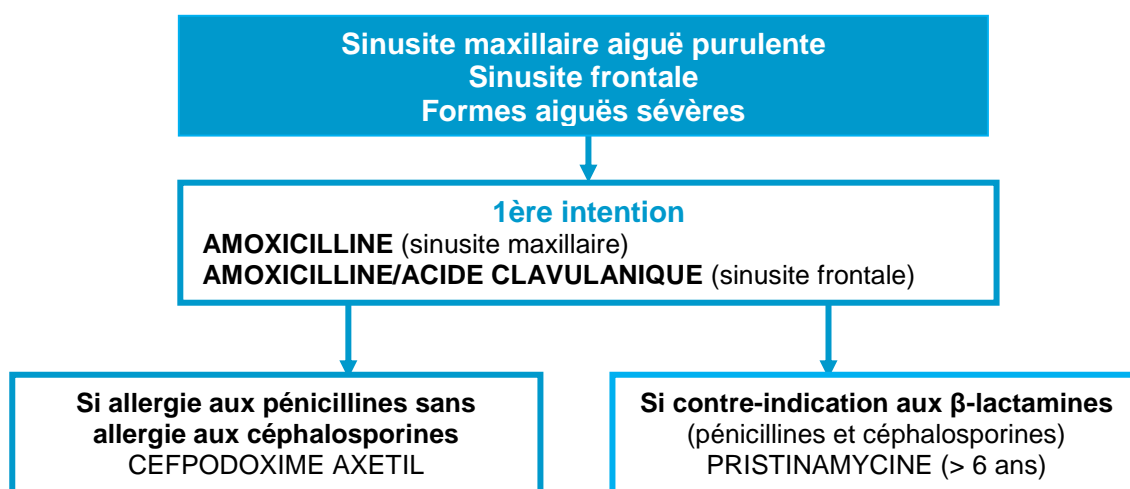 Sinusite maxillaire aiguë purulente
Sinusite frontale
Formes aiguës sévères
1ère intention
AMOXICILLINE (sinusite maxillaire)
AMOXICILLINE/ACIDE CLAVULANIQUE (sinusite frontale)
Si allergie aux pénicillines sans
allergie aux céphalosporines
CEFPODOXIME AXETIL
Si contre-indication aux β-lactamines
(pénicillines et céphalosporines)
PRISTINAMYCINE (> 6 ans)